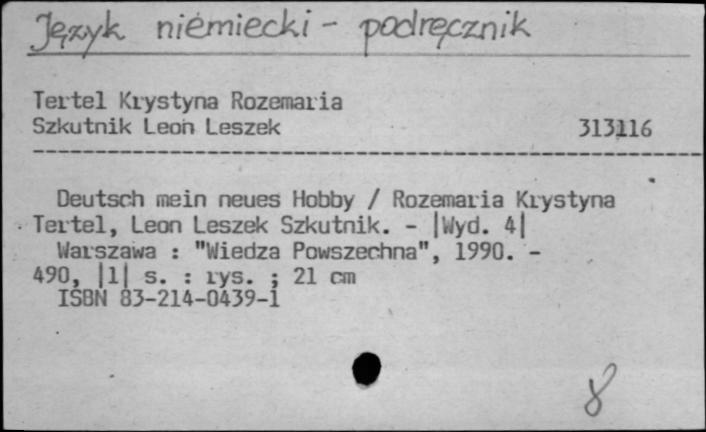 Język niemiecki - podręcznik
Tertel Krystyna Rozemaria
Szkutnik Leon Leszek 313116
Deutsch mein neues Hobby / Rozemaria Krystyna
Tertel, Leon Leszek Szkutnik. - |Wyd. 4|
Warszawa : "Wiedza Powszechna", 1990. -
490, |1| s. : rys. ; 21 cm
ISBN 83-214-0439-1
8